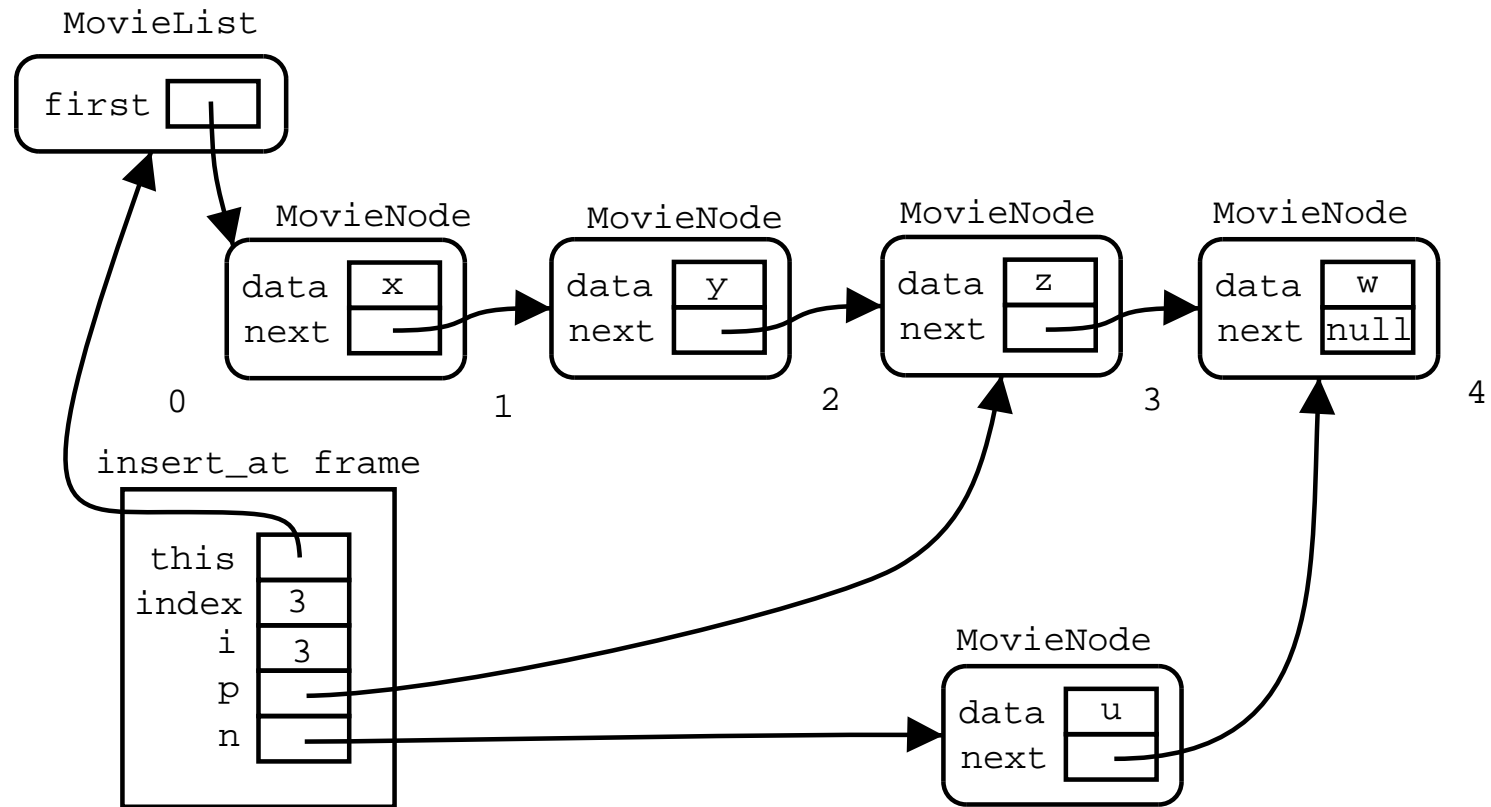 MovieList
first
MovieNode MovieNode MovieNode MovieNode
data x data y data z data w
next next next next null
0 1 2 3 4
insert_at frame
this
index 3
i 3
p
n
MovieNode
data u
next